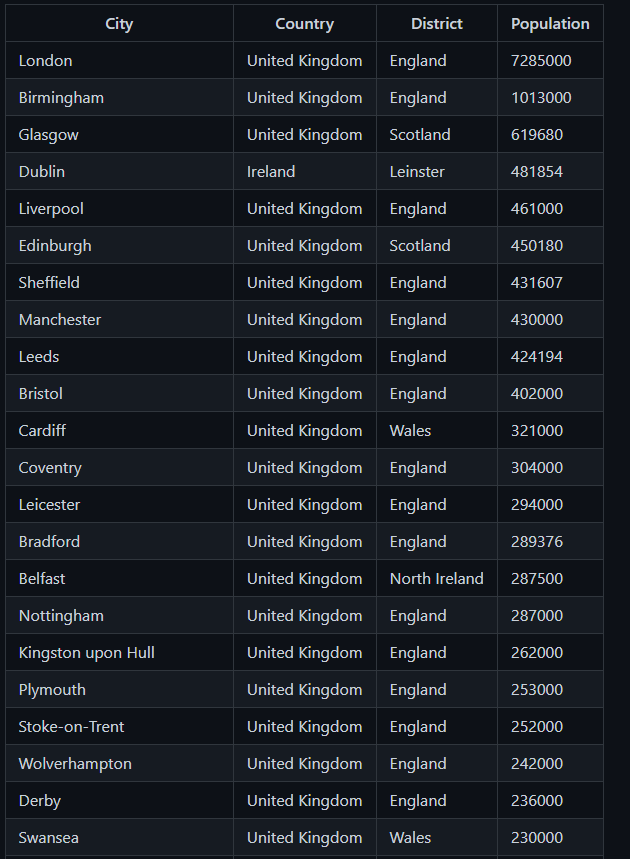 City Country District Population
London United Kingdom England 7285000
Birmingham United Kingdom England 1013000
Glasgow United Kingdom Scotland 619680
Dublin Ireland Leinster 481854
Liverpool United Kingdom England 461000
Edinburgh United Kingdom Scotland 450180
Sheffield United Kingdom England 431607
Manchester United Kingdom England 430000
Leeds United Kingdom England 424194
Bristol United Kingdom England 402000
Cardiff United Kingdom Wales 321000
Coventry United Kingdom England 304000
Leicester United Kingdom England 294000
Bradford United Kingdom England 289376
Belfast United Kingdom North Ireland 287500
Nottingham United Kingdom England 287000
Kingston upon Hull United Kingdom England 262000
Plymouth United Kingdom England 253000
Stoke-on-Trent United Kingdom England 252000
Wolverhampton United Kingdom England 242000
Derby United Kingdom England 236000
Swansea United Kingdom Wales 230000